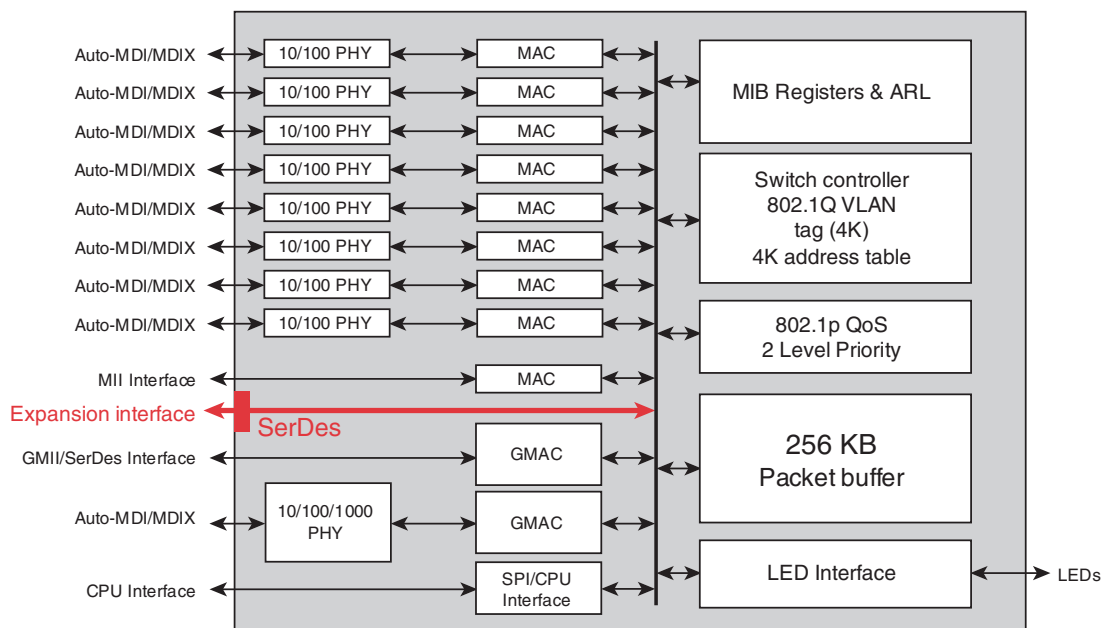 Auto-MDI/MDIX
10/100 PHY
MAC
Auto-MDI/MDIX
10/100 PHY
MAC
Auto-MDI/MDIX
10/100 PHY
MAC
Auto-MDI/MDIX
10/100 PHY
MAC
Auto-MDI/MDIX
10/100 PHY
MAC
Auto-MDI/MDIX
10/100 PHY
MAC
Auto-MDI/MDIX
10/100 PHY
MAC
Auto-MDI/MDIX
10/100 PHY
MAC
MII Interface
MAC
Expansion interface
SerDes
GMII/SerDes Interface
GMAC
Auto-MDI/MDIX
10/100/1000
PHY
GMAC
CPU Interface
SPI/CPU
Interface
MIB Registers & ARL
Switch controller
802.1Q VLAN
tag (4K)
4K address table
802.1p QoS
2 Level Priority
256 KB
Packet buffer
LED Interface
LEDs